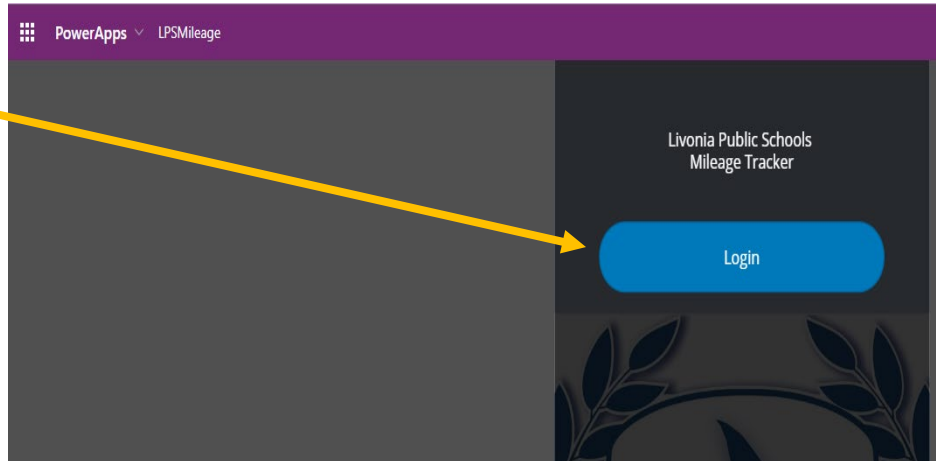 PowerApps LPSMileage
Livonia Public Schools
Mileage Tracker
Login